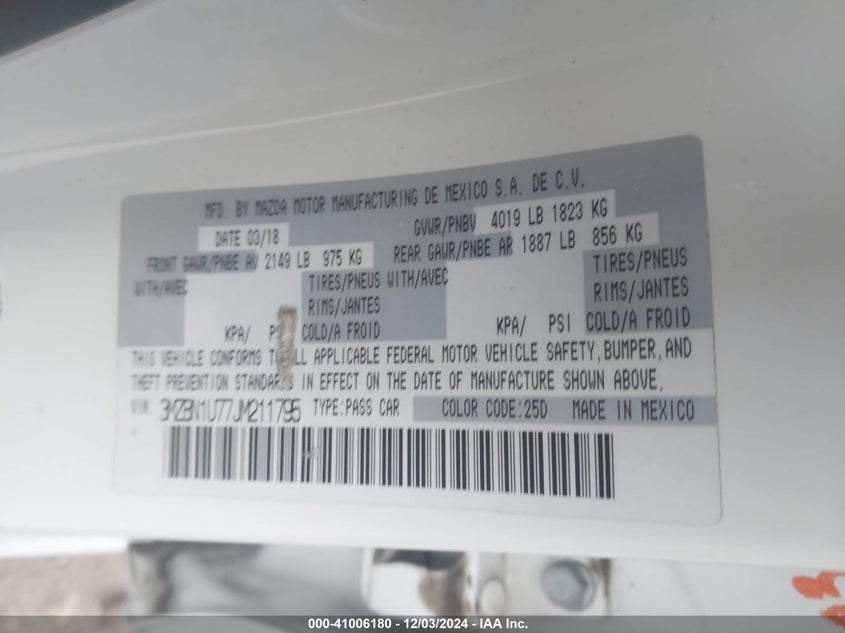 MFD. BY MAZDA MOTOR MANUFACTURING DE MEXICO S.A. DE C.V.
DATE 03/18 GVWR/PNBV 4019 LB 1823 KG
FRONT GAWR/PNBE AV 2149 LB 975 KG REAR GAWR/PNBE AR 1887 LB 856 KG
WITH/AVEC TIRES/PNEUS WITH/AVEC TIRES/PNEUS
RIMS/JANTES RIMS/JANTES
KPA/ PSI COLD/A FROID KPA/ PSI COLD/A FROID
THIS VEHICLE CONFORMS TO ALL APPLICABLE FEDERAL MOTOR VEHICLE SAFETY, BUMPER, AND
THEFT PREVENTION STANDARDS IN EFFECT ON THE DATE OF MANUFACTURE SHOWN ABOVE.
VIN: 3MZBN1U77JM211795 TYPE:PASS CAR COLOR CODE:25D MADE IN MEXICO
000-41006180 - 12/03/2024 - IAA Inc.